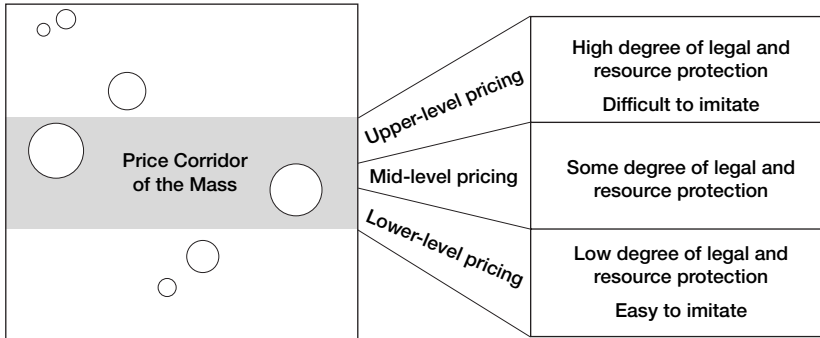 Price Corridor
of the Mass
Upper-level pricing
Mid-level pricing
Lower-level pricing
High degree of legal and
resource protection
Difficult to imitate
Some degree of legal and
resource protection
Low degree of legal and
resource protection
Easy to imitate